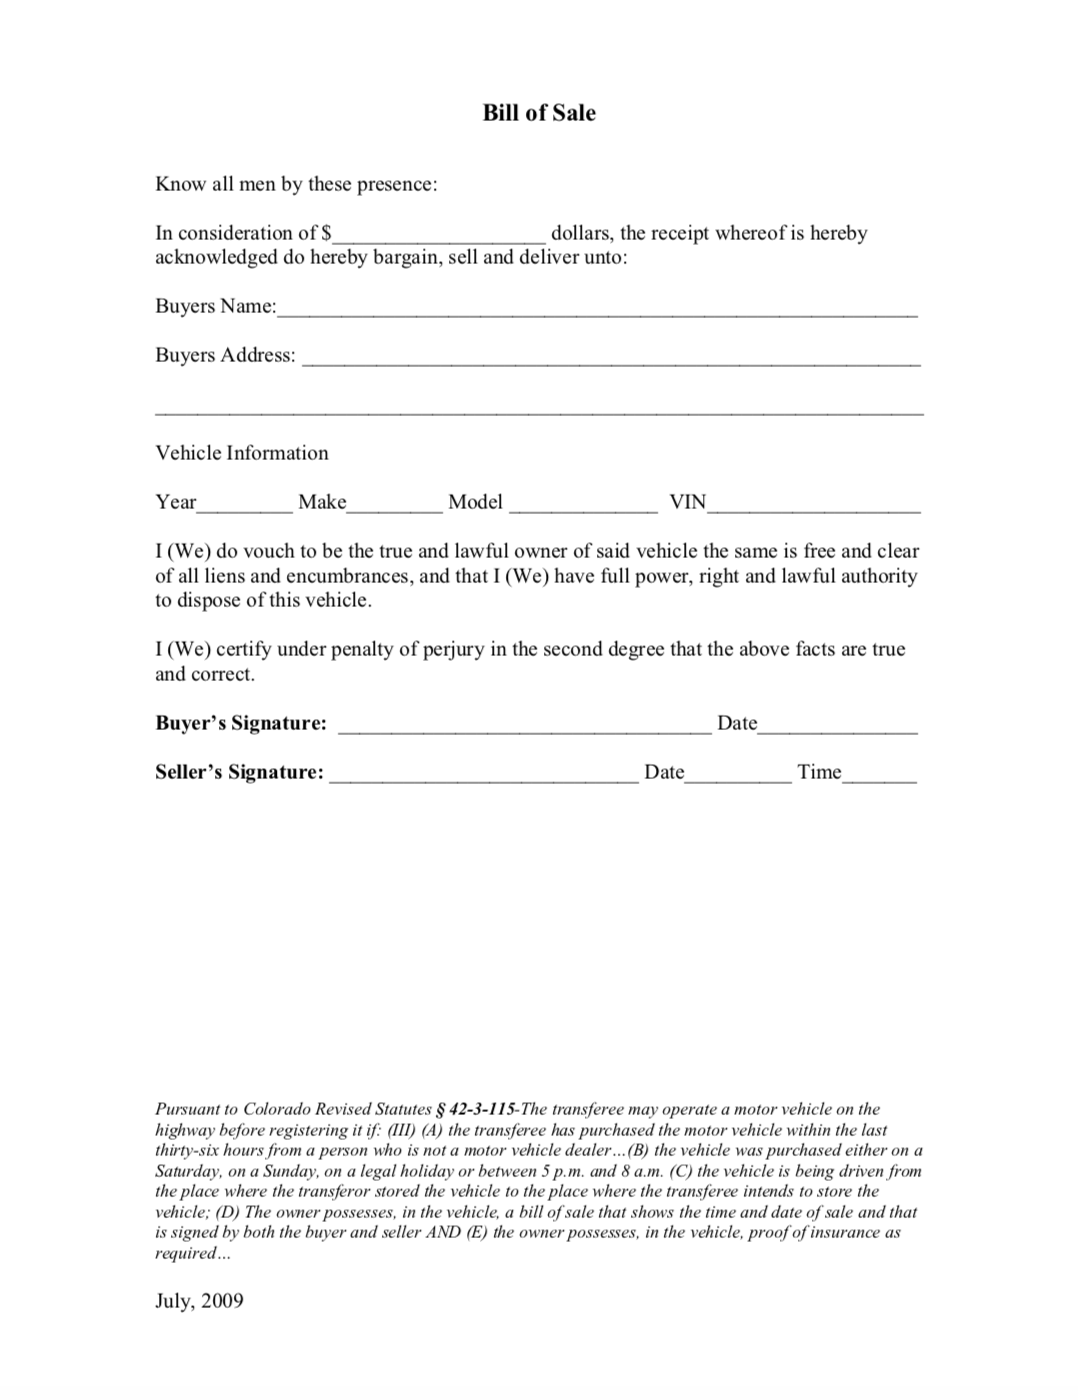 Bill of Sale
Know all men by these presence:
In consideration of $____________________ dollars, the receipt whereof is hereby
acknowledged do hereby bargain, sell and deliver unto:
Buyers Name:____________________________________________________________
Buyers Address: __________________________________________________________
________________________________________________________________________
Vehicle Information
Year_________ Make_________ Model ______________ VIN____________________
I (We) do vouch to be the true and lawful owner of said vehicle the same is free and clear
of all liens and encumbrances, and that I (We) have full power, right and lawful authority
to dispose of this vehicle.
I (We) certify under penalty of perjury in the second degree that the above facts are true
and correct.
Buyer’s Signature: ___________________________________ Date_______________
Seller’s Signature: _____________________________ Date__________ Time_______
Pursuant to Colorado Revised Statutes § 42-3-115-The transferee may operate a motor vehicle on the
highway before registering it if: (III) (A) the transferee has purchased the motor vehicle within the last
thirty-six hours from a person who is not a motor vehicle dealer…(B) the vehicle was purchased either on a
Saturday, on a Sunday, on a legal holiday or between 5 p.m. and 8 a.m. (C) the vehicle is being driven from
the place where the transferor stored the vehicle to the place where the transferee intends to store the
vehicle; (D) The owner possesses, in the vehicle, a bill of sale that shows the time and date of sale and that
is signed by both the buyer and seller AND (E) the owner possesses, in the vehicle, proof of insurance as
required…
July, 2009